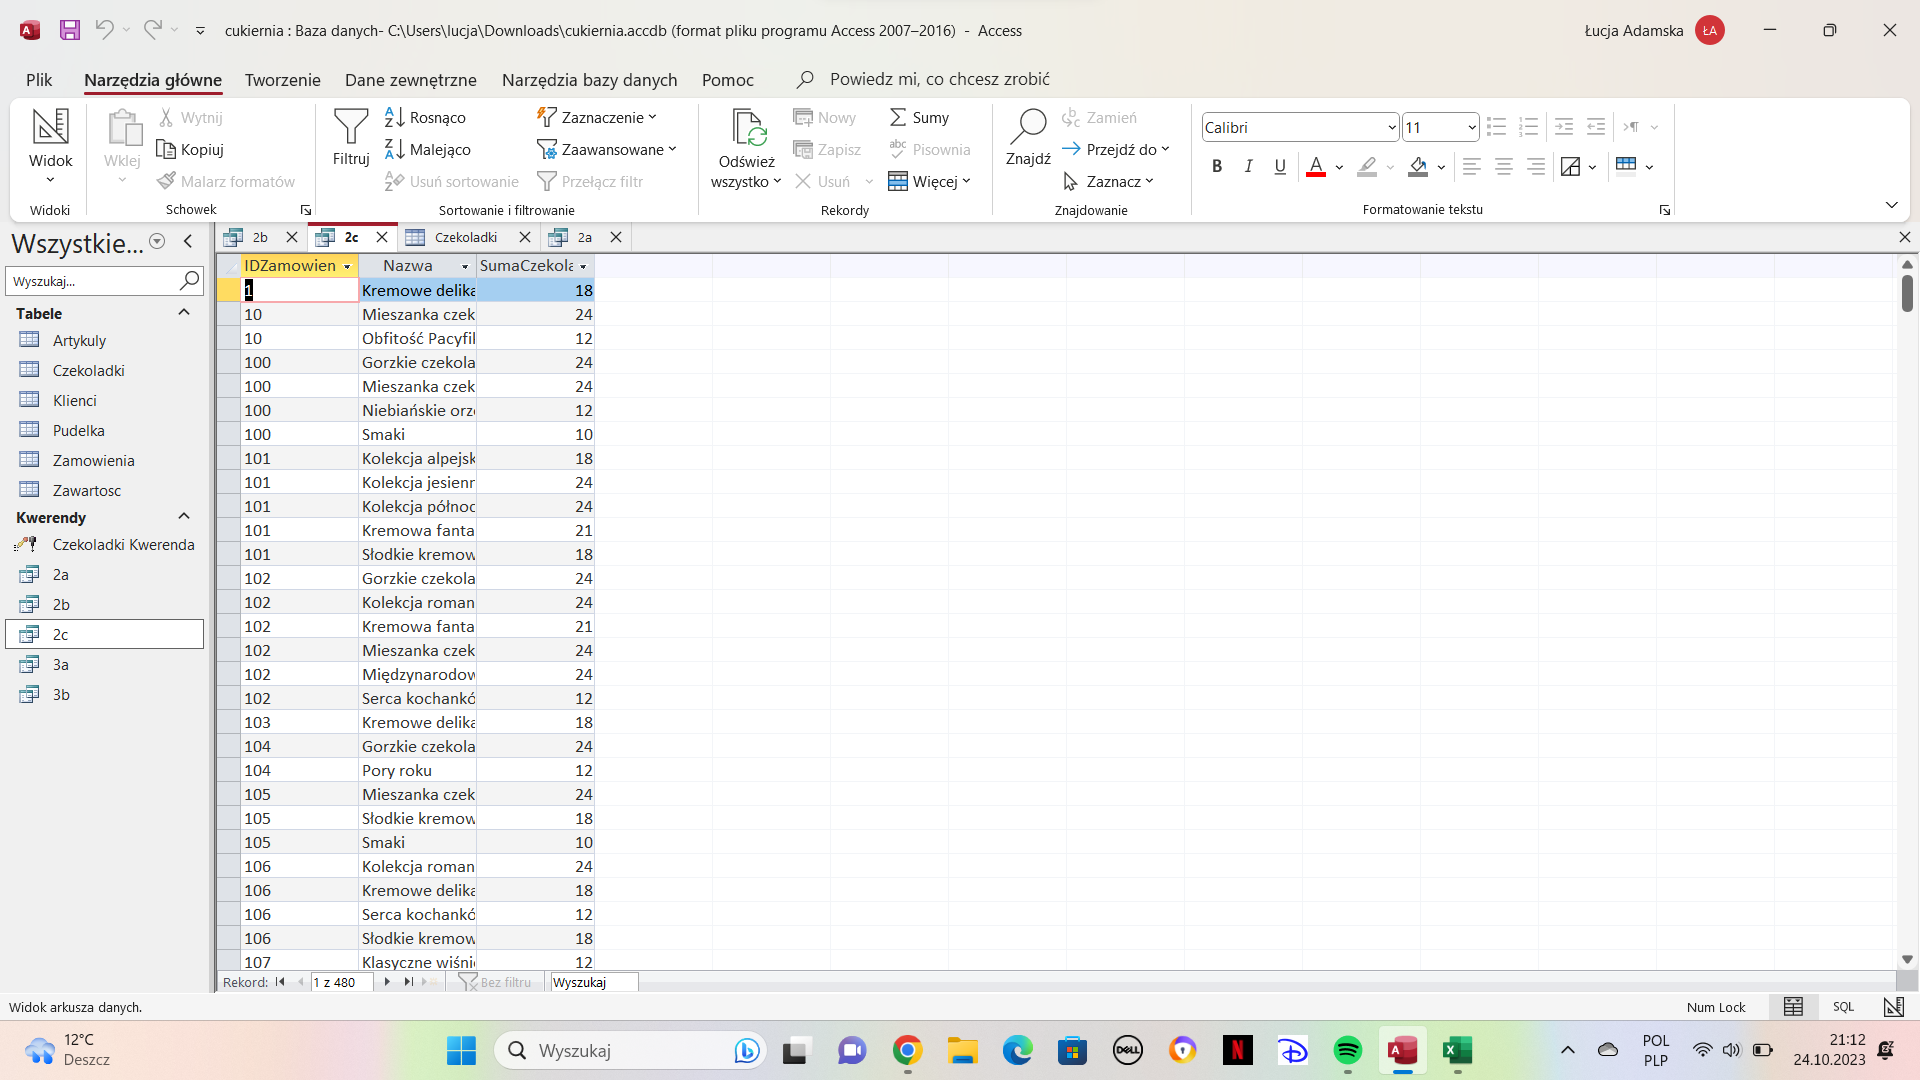 cukiernia : Baza danych- C:\Users\lucja\Downloads\cukiernia.accdb (format pliku programu Access 2007–2016) - Access
Łucja Adamska
ŁA
Plik
Narzędzia główne
Tworzenie
Dane zewnętrzne
Narzędzia bazy danych
Pomoc
Powiedz mi, co chcesz zrobić
Widok
Widoki
Wklej
Wytnij
Kopiuj
Malarz formatów
Schowek
Filtruj
Rosnąco
Malejąco
Usuń sortowanie
Zaznaczenie
Zaawansowane
Przełącz filtr
Sortowanie i filtrowanie
Odśwież
wszystko
Nowy
Zapisz
Usuń
Sumy
Pisownia
Więcej
Rekordy
Znajdź
Zamień
Przejdź do
Zaznacz
Znajdowanie
Calibri
11
B I U A
Formatowanie tekstu
Wszystkie...
Wyszukaj...
Tabele
Artykuly
Czekoladki
Klienci
Pudelka
Zamowienia
Zawartosc
Kwerendy
Czekoladki Kwerenda
2a
2b
2c
3a
3b
2b
2c
Czekoladki
2a
IDZamowien Nazwa SumaCzekola
1 Kremowe delika 18
10 Mieszanka czek 24
10 Obfitość Pacyfil 12
100 Gorzkie czekola 24
100 Mieszanka czek 24
100 Niebiańskie orz 12
100 Smaki 10
101 Kolekcja alpejsk 18
101 Kolekcja jesienr 24
101 Kolekcja północ 24
101 Kremowa fanta 21
101 Słodkie kremow 18
102 Gorzkie czekola 24
102 Kolekcja roman 24
102 Kremowa fanta 21
102 Mieszanka czek 24
102 Międzynarodow 24
102 Serca kochankó 12
103 Kremowe delika 18
104 Gorzkie czekola 24
104 Pory roku 12
105 Mieszanka czek 24
105 Słodkie kremow 18
105 Smaki 10
106 Kolekcja roman 24
106 Kremowe delika 18
106 Serca kochankó 12
106 Słodkie kremow 18
107 Klasyczne wiśni 12
Rekord: 1 z 480
Bez filtru
Wyszukaj
Widok arkusza danych.
Num Lock
SQL
12°C
Deszcz
Wyszukaj
DELL
POL
PLP
21:12
24.10.2023